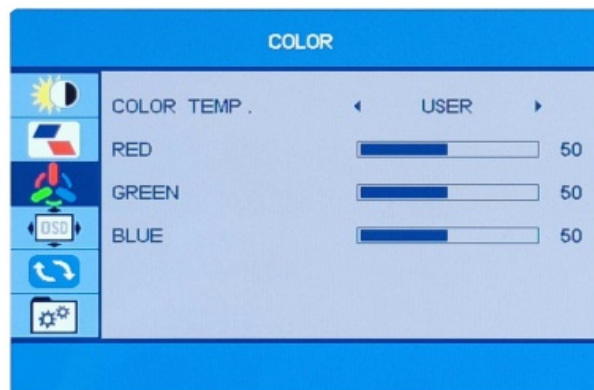 COLOR
COLOR TEMP. USER
RED 50
GREEN 50
OSD
BLUE 50